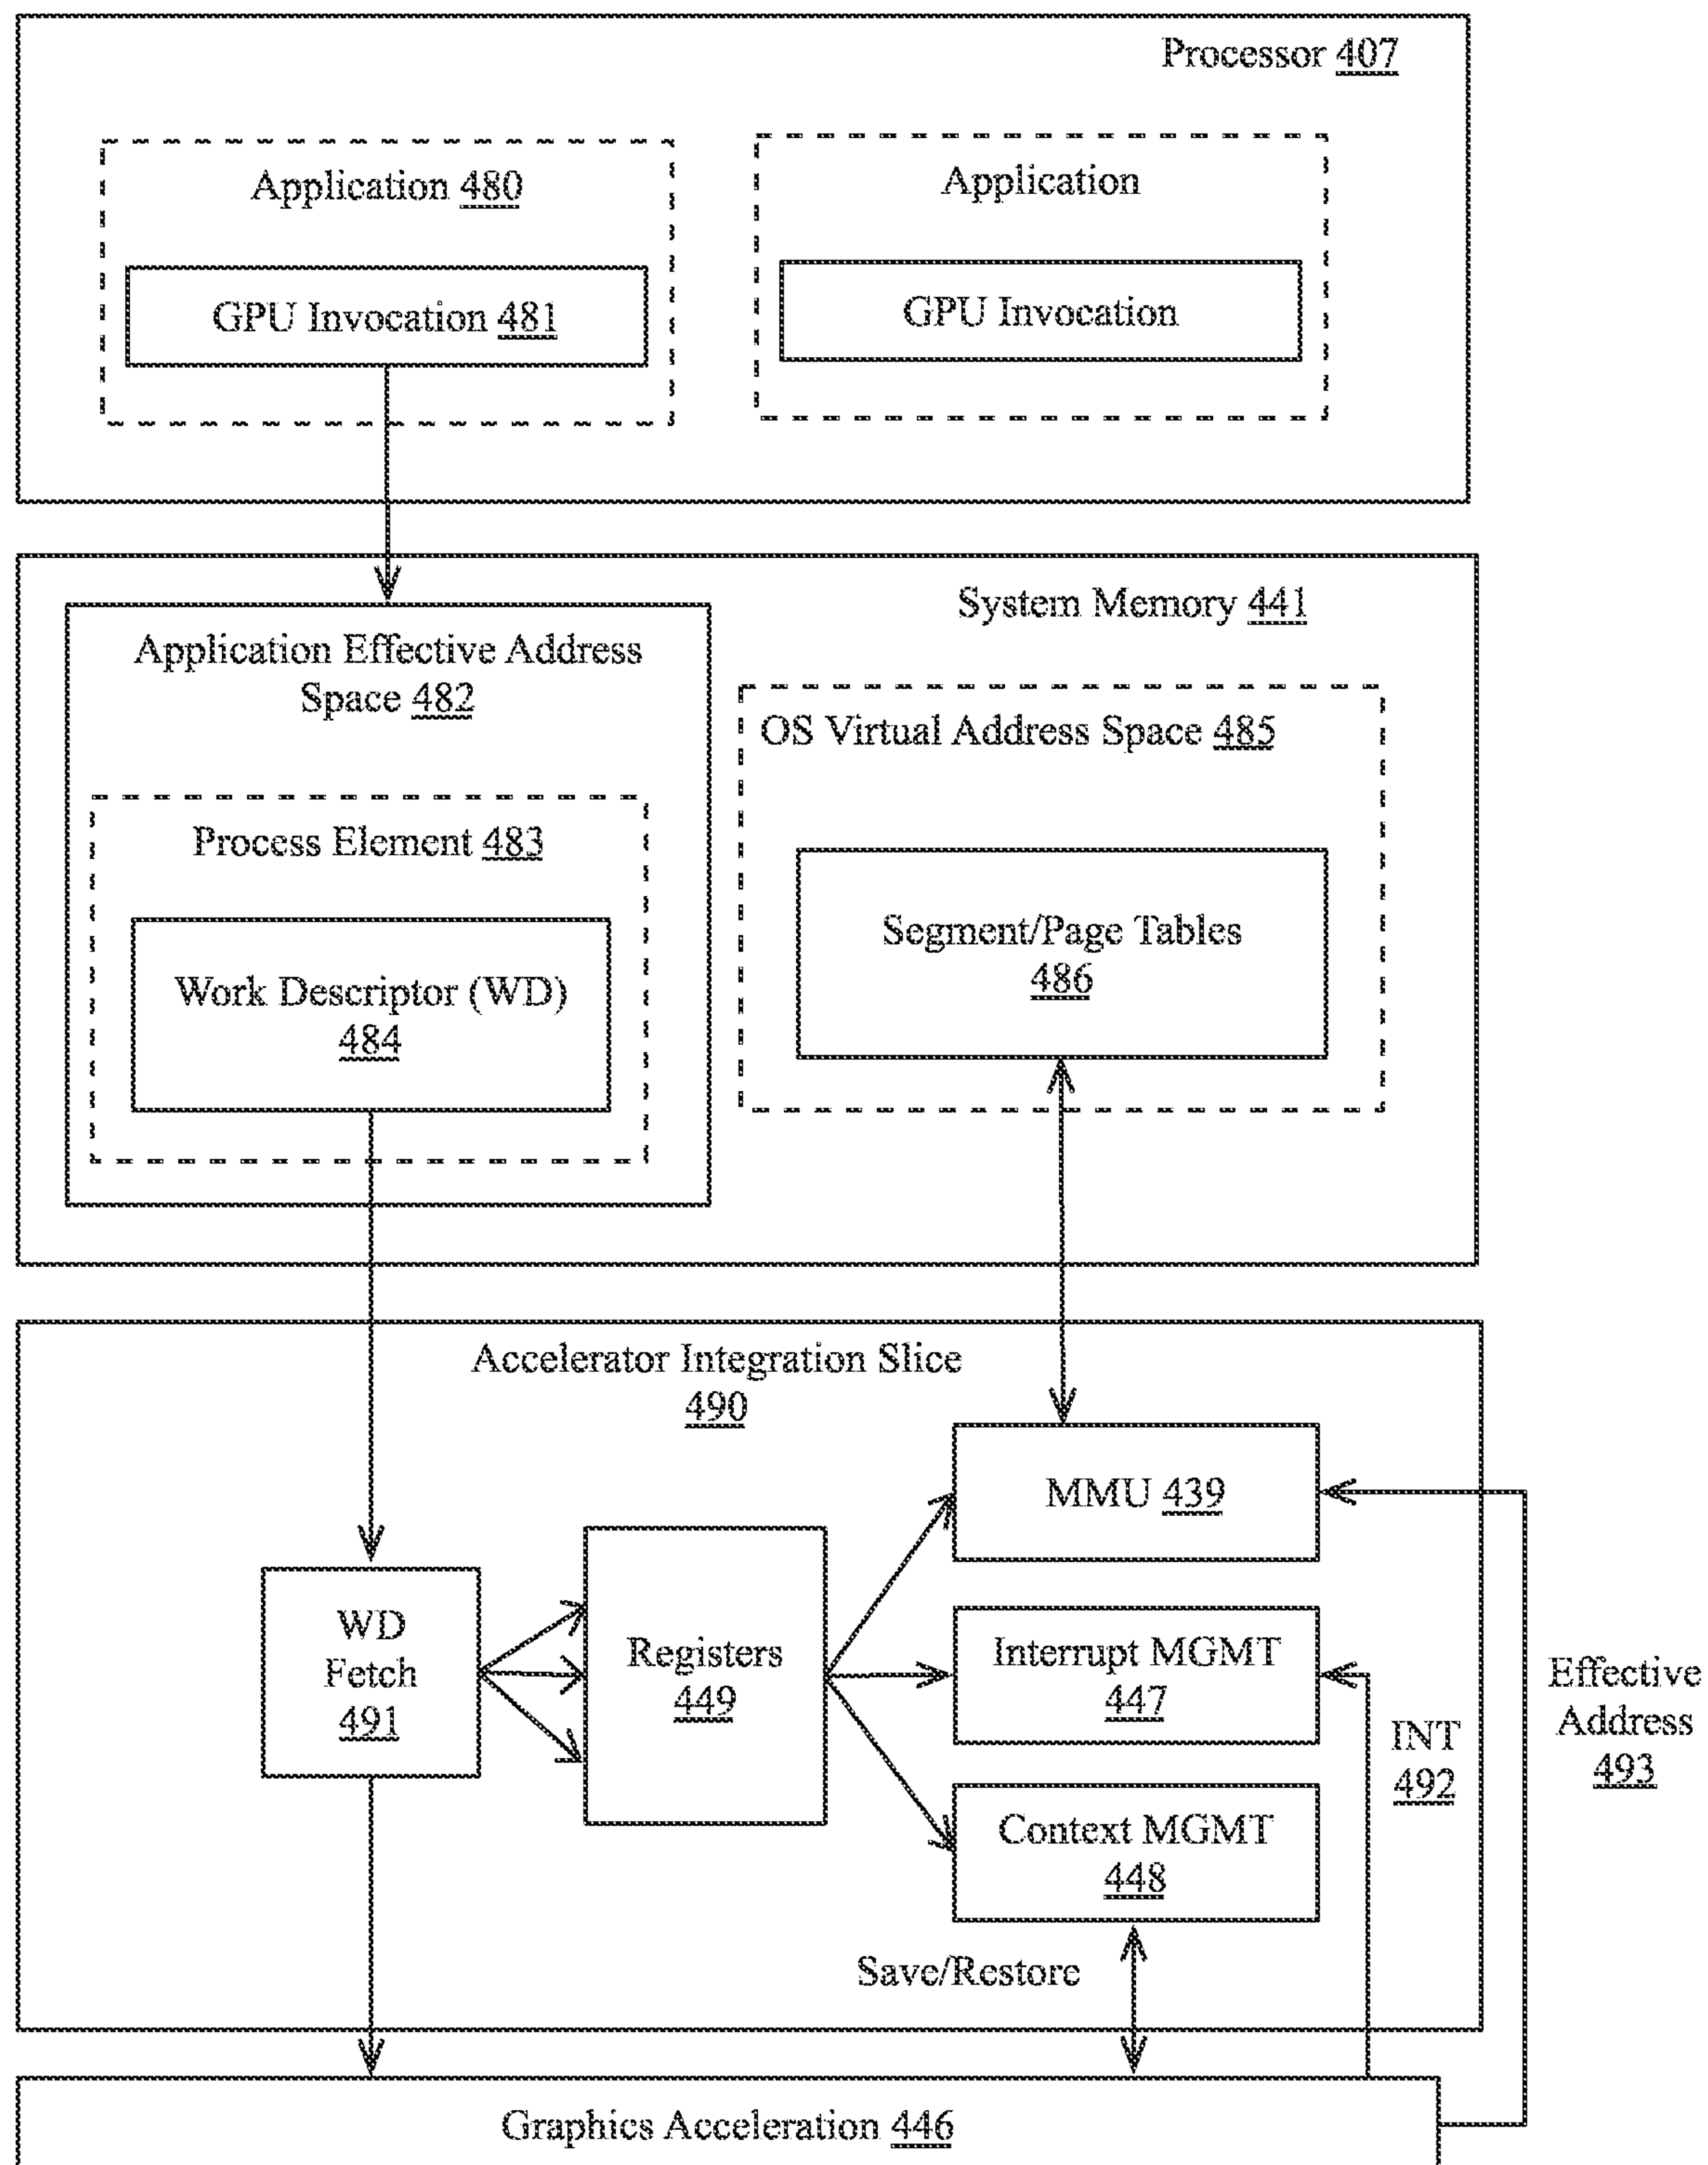 Processor 407
Application 480
Application
GPU Invocation 481
GPU Invocation
System Memory 441
Application Effective Address
Space 482
OS Virtual Address Space 485
Process Element 483
Segment/Page Tables
486
Work Descriptor (WD)
484
Accelerator Integration Slice
490
MMU 439
WD
Fetch
491
Registers
449
Interrupt MGMT
447
Effective
Address
493
INT
492
Context MGMT
448
Save/Restore
Graphics Acceleration 446